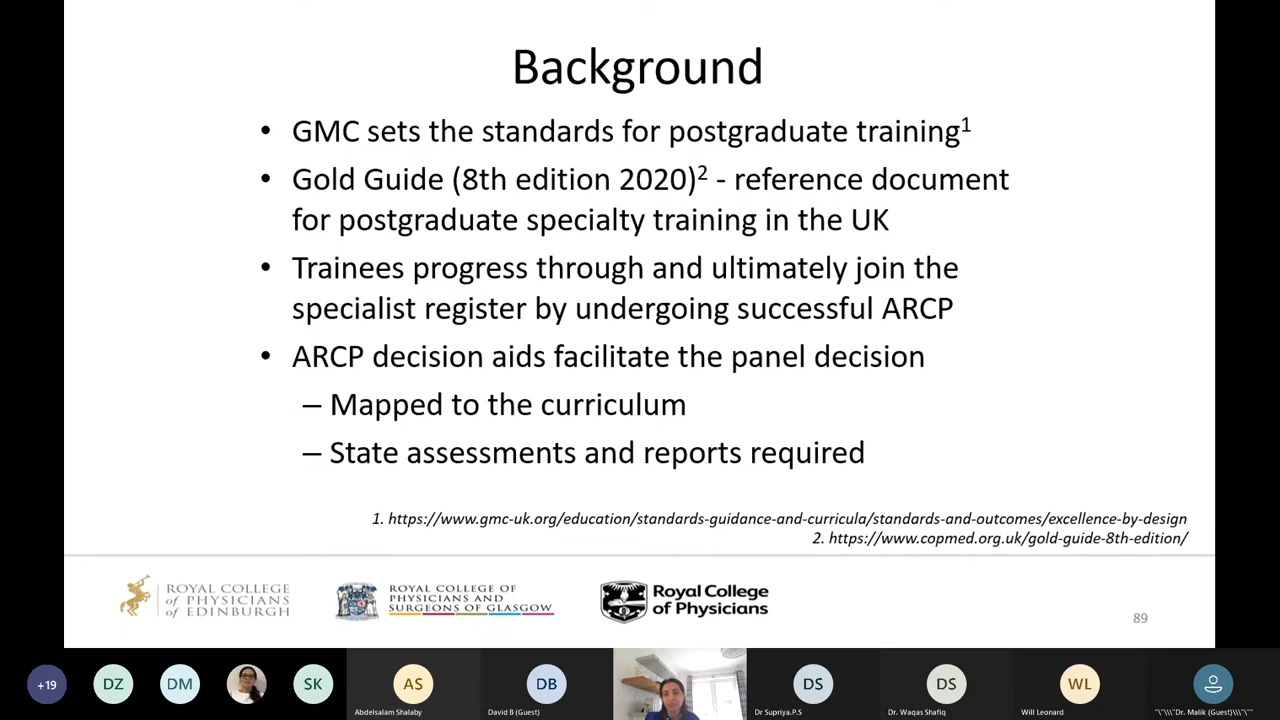 Background
• GMC sets the standards for postgraduate training1
• Gold Guide (8th edition 2020)2 - reference document
for postgraduate specialty training in the UK
• Trainees progress through and ultimately join the
specialist register by undergoing successful ARCP
• ARCP decision aids facilitate the panel decision
– Mapped to the curriculum
– State assessments and reports required
1. https://www.gmc-uk.org/education/standards-guidance-and-curricula/standards-and-outcomes/excellence-by-design
2. https://www.copmed.org.uk/gold-guide-8th-edition/
ROYAL COLLEGE
of PHYSICIANS
of EDINBURGH
ROYAL COLLEGE OF
PHYSICIANS AND
SURGEONS OF GLASGOW
Royal College
of Physicians
89
+19
DZ
DM
SK
AS
Abdelsalam Shalaby
DB
David B (Guest)
DS
Dr Supriya.P.S
DS
Dr. Waqas Shafiq
WL
Will Leonard
"\"\\\"Dr. Malik (Guest)\\\"\""